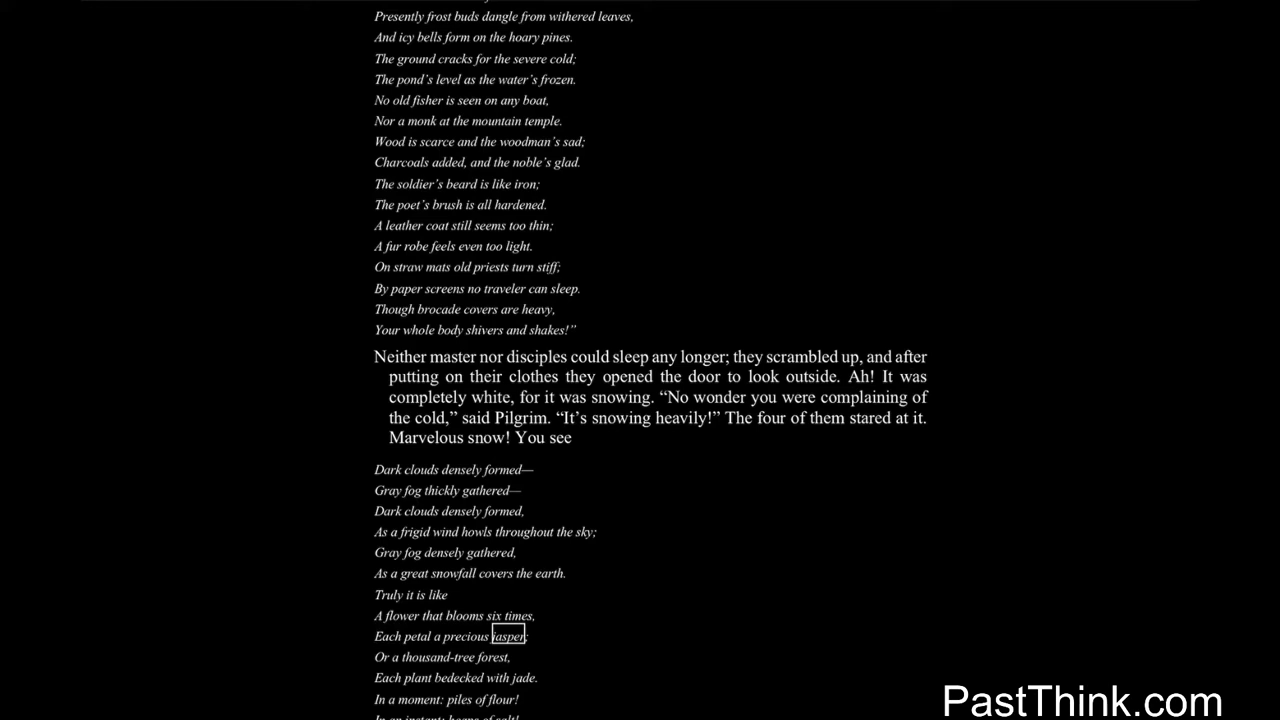 Presently frost buds dangle from withered leaves,
And icy bells form on the hoary pines.
The ground cracks for the severe cold;
The pond’s level as the water’s frozen.
No old fisher is seen on any boat,
Nor a monk at the mountain temple.
Wood is scarce and the woodman’s sad;
Charcoals added, and the noble’s glad.
The soldier’s beard is like iron;
The poet’s brush is all hardened.
A leather coat still seems too thin;
A fur robe feels even too light.
On straw mats old priests turn stiff;
By paper screens no traveler can sleep.
Though brocade covers are heavy,
Your whole body shivers and shakes!”
Neither master nor disciples could sleep any longer; they scrambled up, and after
putting on their clothes they opened the door to look outside. Ah! It was
completely white, for it was snowing. “No wonder you were complaining of
the cold,” said Pilgrim. “It’s snowing heavily!” The four of them stared at it.
Marvelous snow! You see
Dark clouds densely formed—
Gray fog thickly gathered—
Dark clouds densely formed,
As a frigid wind howls throughout the sky;
Gray fog densely gathered,
As a great snowfall covers the earth.
Truly it is like
A flower that blooms six times,
Each petal a precious jasper;
Or a thousand-tree forest,
Each plant bedecked with jade.
In a moment: piles of flour!
In an instant: heaps of salt!
PastThink.com